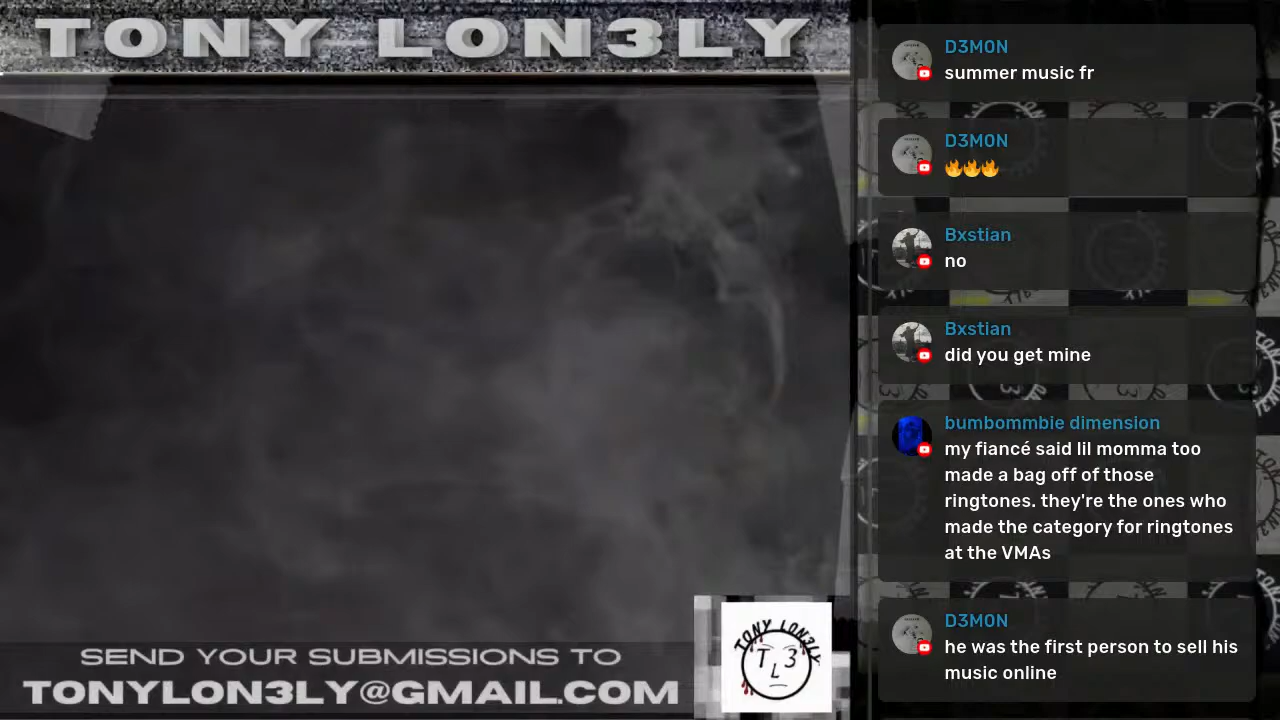 TONY LON3LY
D3MON
summer music fr
D3MON
🔥🔥🔥
Bxstian
no
Bxstian
did you get mine
bumbommbie dimension
my fiancé said lil momma too
made a bag off of those
ringtones. they're the ones who
made the category for ringtones
at the VMAs
D3MON
he was the first person to sell his
music online
SEND YOUR SUBMISSIONS TO
TONYLON3LY@GMAIL.COM
TONY LON3LY
T L 3